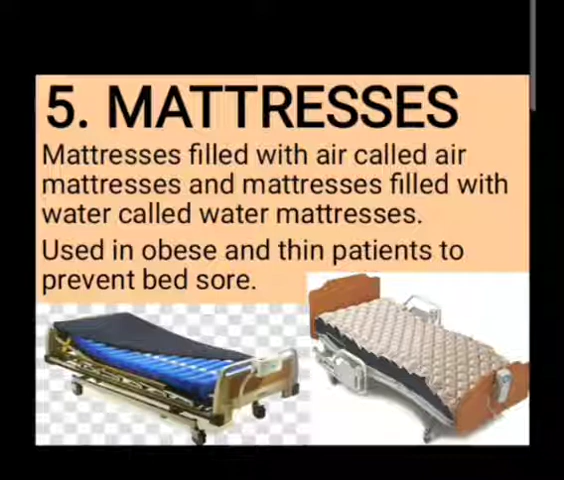 5. MATTRESSES
Mattresses filled with air called air
mattresses and mattresses filled with
water called water mattresses.
Used in obese and thin patients to
prevent bed sore.